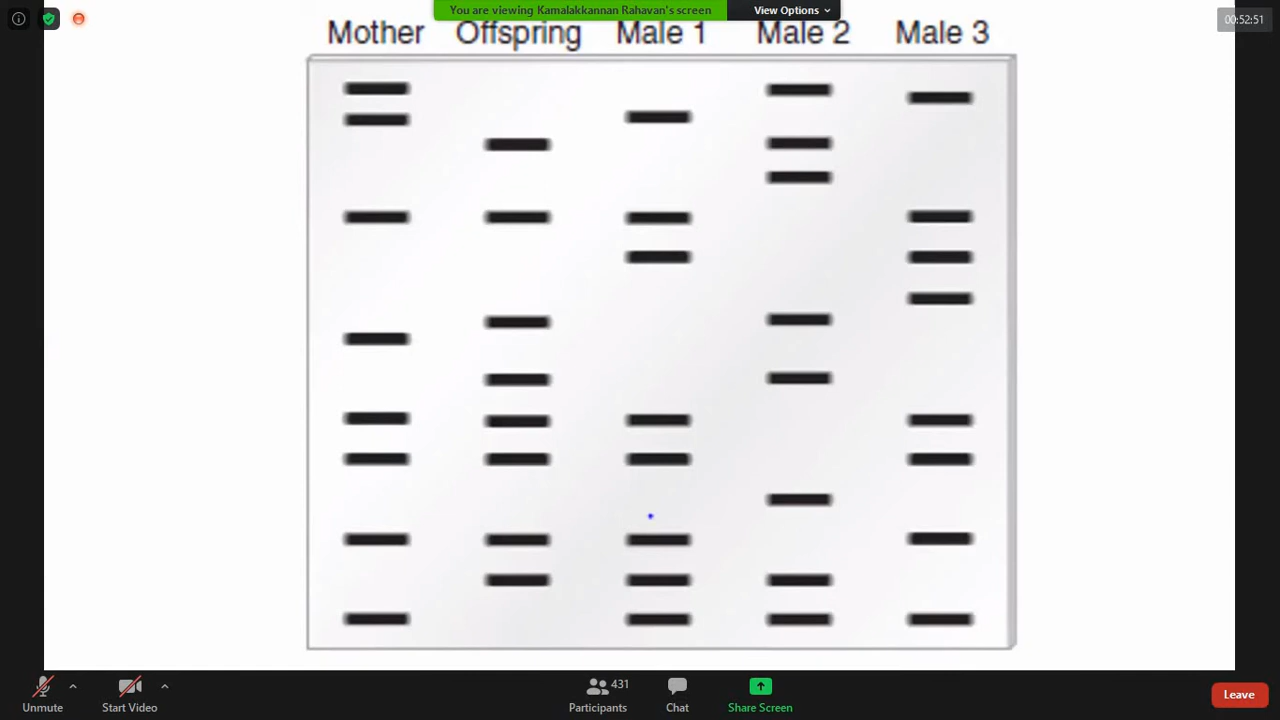 You are viewing Kamalakkannan Rahavan's screen
View Options
00:52:51
Mother Offspring Male 1 Male 2 Male 3
431
Unmute Start Video Participants Chat Share Screen Leave